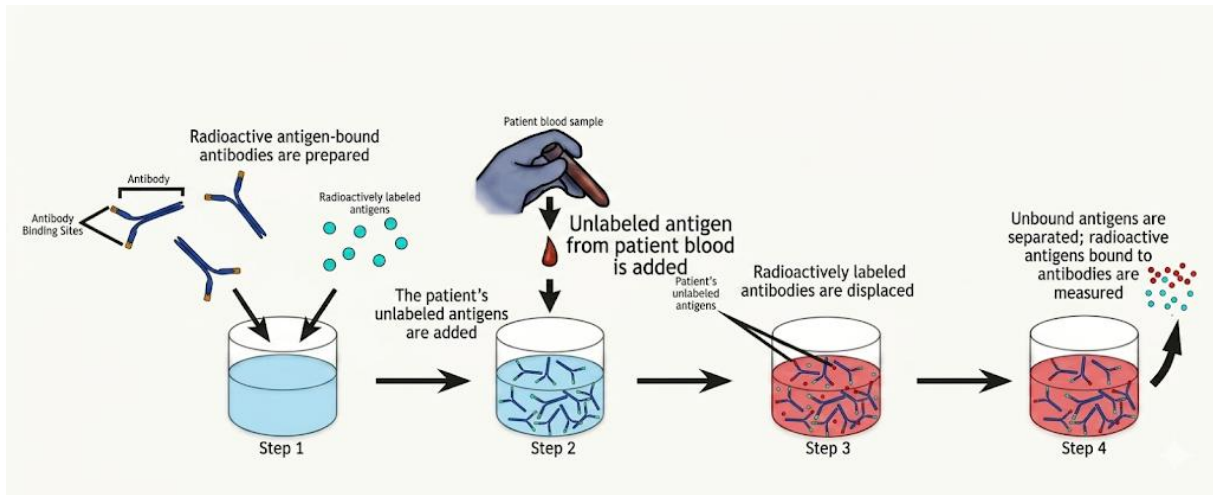 Radioactive antigen-bound
antibodies are prepared
Antibody
Antibody
Binding Sites
Radioactively labeled
antigens
Step 1
The patient's
unlabeled antigens
are added
Patient blood sample
Unlabeled antigen
from patient blood
is added
Step 2
Patient's
unlabeled
antigens
Radioactively labeled
antibodies are displaced
Step 3
Unbound antigens are
separated; radioactive
antigens bound to
antibodies are
measured
Step 4